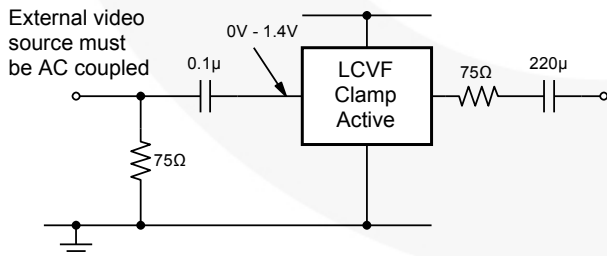 External video
source must
be AC coupled
0V - 1.4V
0.1µ
LCVF
Clamp
Active
75Ω
220µ
75Ω